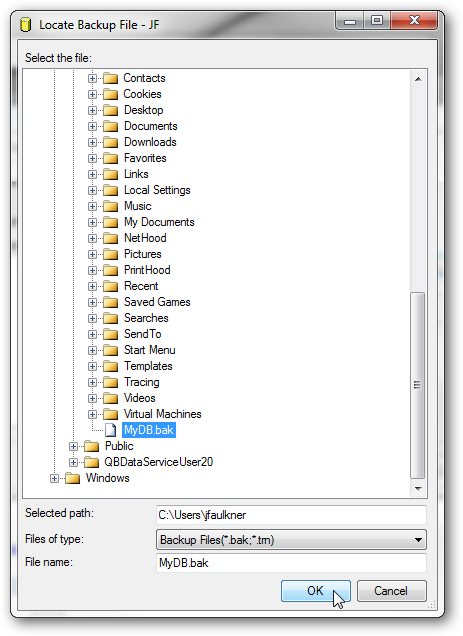 Locate Backup File - JF
Select the file:
Contacts
Cookies
Desktop
Documents
Downloads
Favorites
Links
Local Settings
Music
My Documents
NetHood
Pictures
PrintHood
Recent
Saved Games
Searches
SendTo
Start Menu
Templates
Tracing
Videos
Virtual Machines
MyDB.bak
Public
QBDataServiceUser20
Windows
Selected path: C:\Users\jfaulkner
Files of type: Backup Files(*.bak;*.trn)
File name: MyDB.bak
OK Cancel